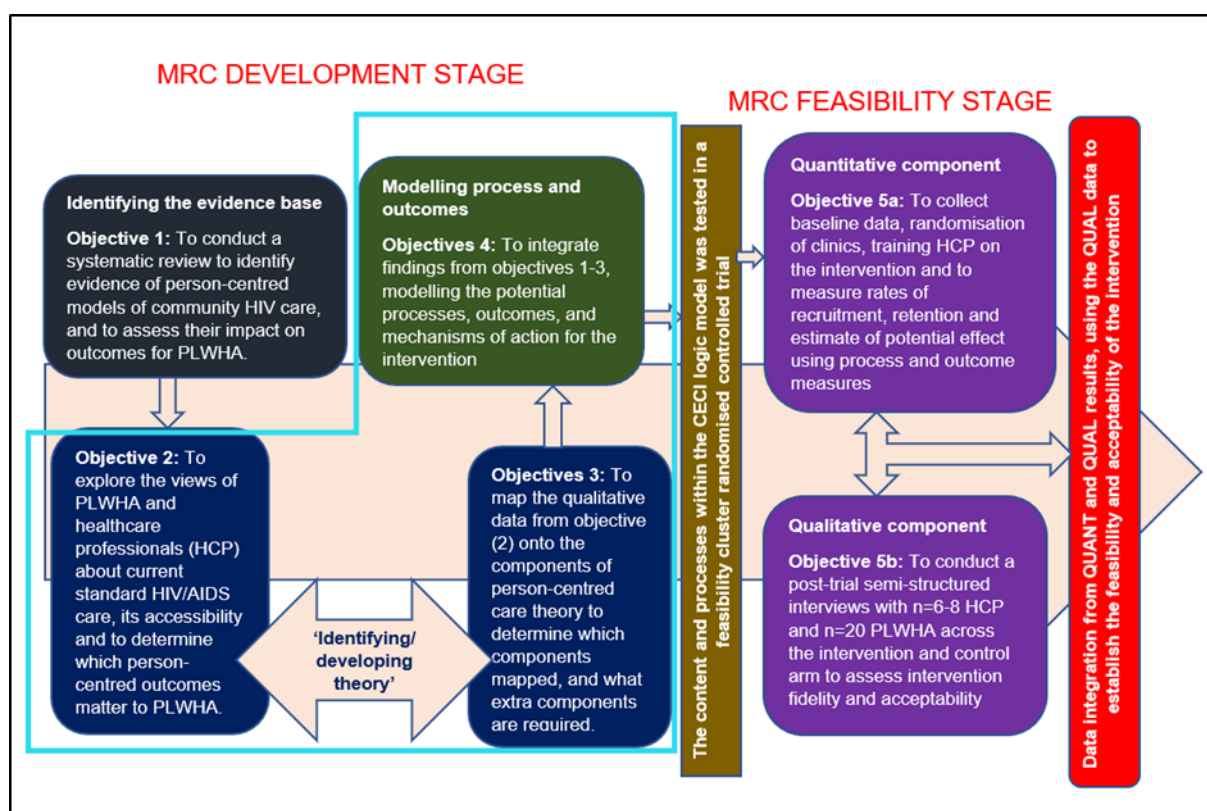 MRC DEVELOPMENT STAGE
MRC FEASIBILITY STAGE
Identifying the evidence base
Objective 1: To conduct a
systematic review to identify
evidence of person-centred
models of community HIV care,
and to assess their impact on
outcomes for PLWHA.
Modelling process and
outcomes
Objectives 4: To integrate
findings from objectives 1-3,
modelling the potential
processes, outcomes, and
mechanisms of action for the
intervention
Objective 2: To
explore the views of
PLWHA and
healthcare
professionals (HCP)
about current
standard HIV/AIDS
care, its accessibility
and to determine
which person-
centred outcomes
matter to PLWHA.
‘Identifying/
developing
theory’
Objectives 3: To
map the qualitative
data from objective
(2) onto the
components of
person-centred
care theory to
determine which
components
mapped, and what
extra components
are required.
The content and processes within the CECI logic model was tested in a
feasibility cluster randomised controlled trial
Quantitative component
Objective 5a: To collect
baseline data, randomisation
of clinics, training HCP on
the intervention and to
measure rates of
recruitment, retention and
estimate of potential effect
using process and outcome
measures
Qualitative component
Objective 5b: To conduct a
post-trial semi-structured
interviews with n=6-8 HCP
and n=20 PLWHA across
the intervention and control
arm to assess intervention
fidelity and acceptability
Data integration from QUANT and QUAL results, using the QUAL data to
establish the feasibility and acceptability of the intervention